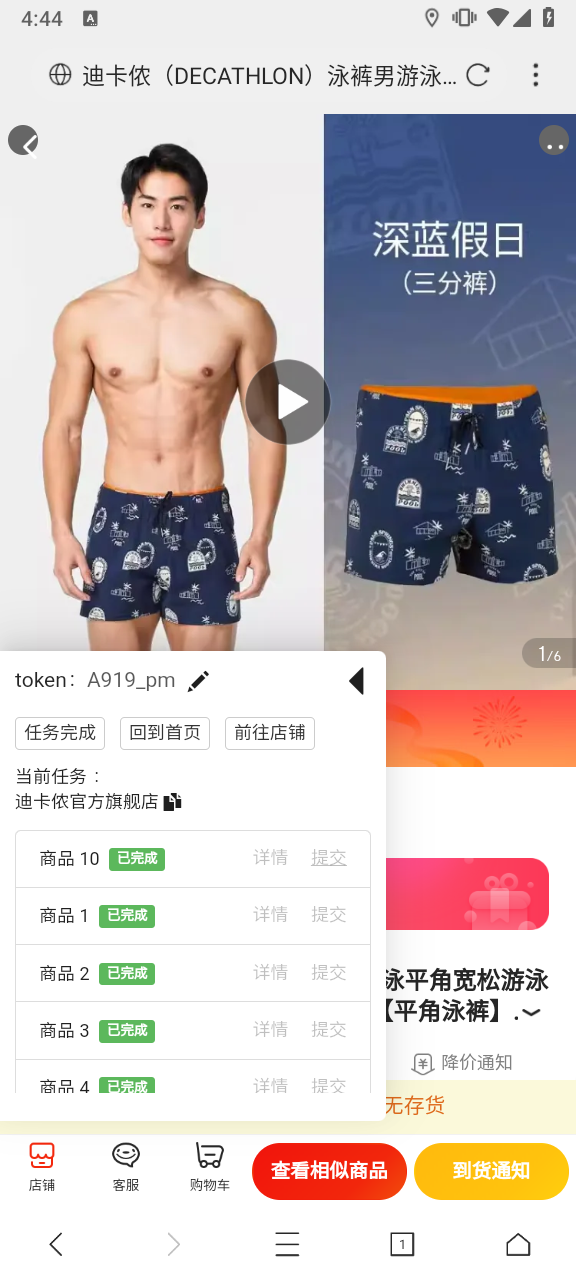 4:44
A
迪卡侬（DECATHLON）泳裤男游泳...
深蓝假日
（三分裤）
1/6
token： A919_pm
任务完成 回到首页 前往店铺
当前任务：
迪卡侬官方旗舰店
商品 10 已完成 详情 提交
商品 1 已完成 详情 提交
商品 2 已完成 详情 提交
商品 3 已完成 详情 提交
商品 4 已完成 详情 提交
泳平角宽松游泳
【平角泳裤】.
降价通知
无存货
店铺 客服 购物车 查看相似商品 到货通知
1